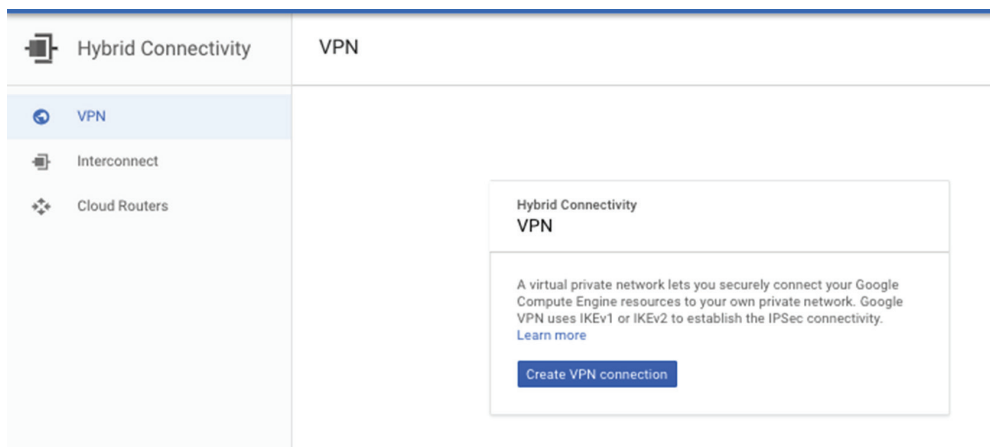 Hybrid Connectivity
VPN
VPN
Interconnect
Cloud Routers
Hybrid Connectivity
VPN
A virtual private network lets you securely connect your Google
Compute Engine resources to your own private network. Google
VPN uses IKEv1 or IKEv2 to establish the IPSec connectivity.
Learn more
Create VPN connection